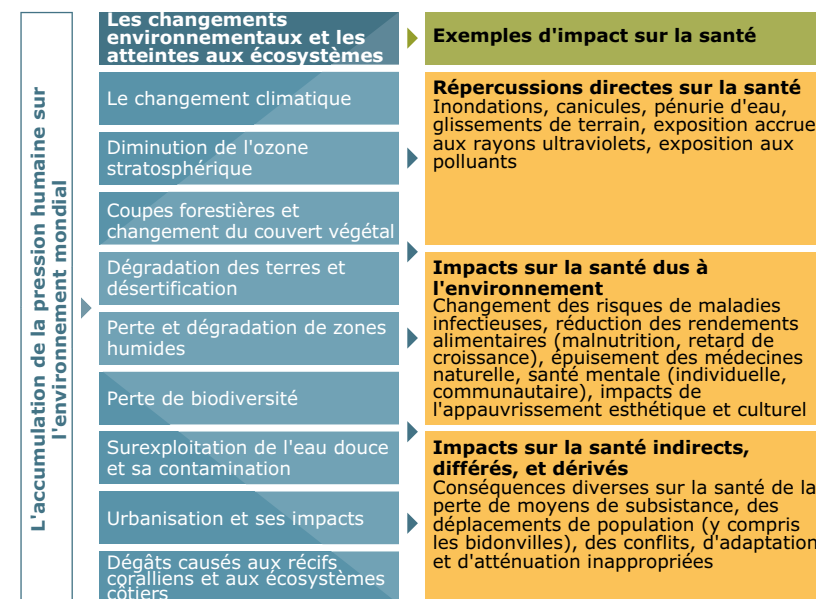 L'accumulation de la pression humaine sur
l'environnement mondial
Les changements
environnementaux et les
atteintes aux écosystèmes
Le changement climatique
Diminution de l'ozone
stratosphérique
Coupes forestières et
changement du couvert végétal
Dégradation des terres et
désertification
Perte et dégradation de zones
humides
Perte de biodiversité
Surexploitation de l'eau douce
et sa contamination
Urbanisation et ses impacts
Dégâts causés aux récifs
coralliens et aux écosystèmes
côtiers
Exemples d'impact sur la santé
Répercussions directes sur la santé
Inondations, canicules, pénurie d'eau,
glissements de terrain, exposition accrue
aux rayons ultraviolets, exposition aux
polluants
Impacts sur la santé dus à
l'environnement
Changement des risques de maladies
infectieuses, réduction des rendements
alimentaires (malnutrition, retard de
croissance), épuisement des médecines
naturelle, santé mentale (individuelle,
communautaire), impacts de
l'appauvrissement esthétique et culturel
Impacts sur la santé indirects,
différés, et dérivés
Conséquences diverses sur la santé de la
perte de moyens de subsistance, des
déplacements de population (y compris
les bidonvilles), des conflits, d'adaptation
et d'atténuation inappropriées